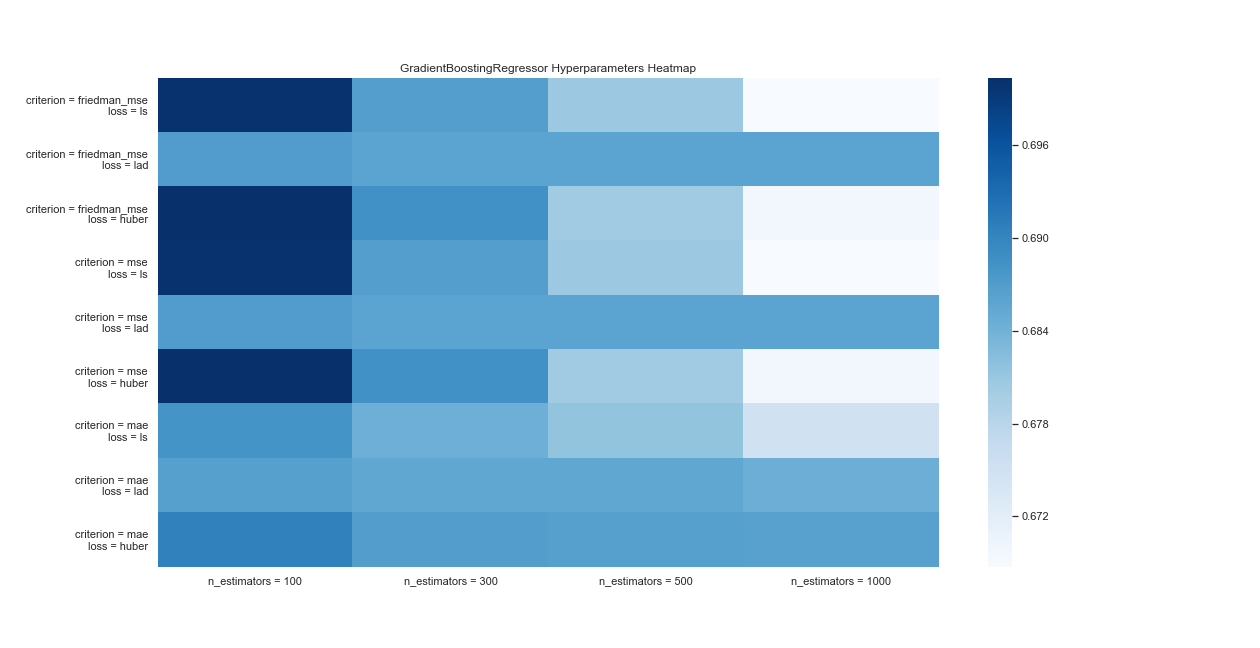 GradientBoostingRegressor Hyperparameters Heatmap
criterion = friedman_mse
loss = ls
criterion = friedman_mse
loss = lad
criterion = friedman_mse
loss = huber
criterion = mse
loss = ls
criterion = mse
loss = lad
criterion = mse
loss = huber
criterion = mae
loss = ls
criterion = mae
loss = lad
criterion = mae
loss = huber
n_estimators = 100
n_estimators = 300
n_estimators = 500
n_estimators = 1000
0.696
0.690
0.684
0.678
0.672